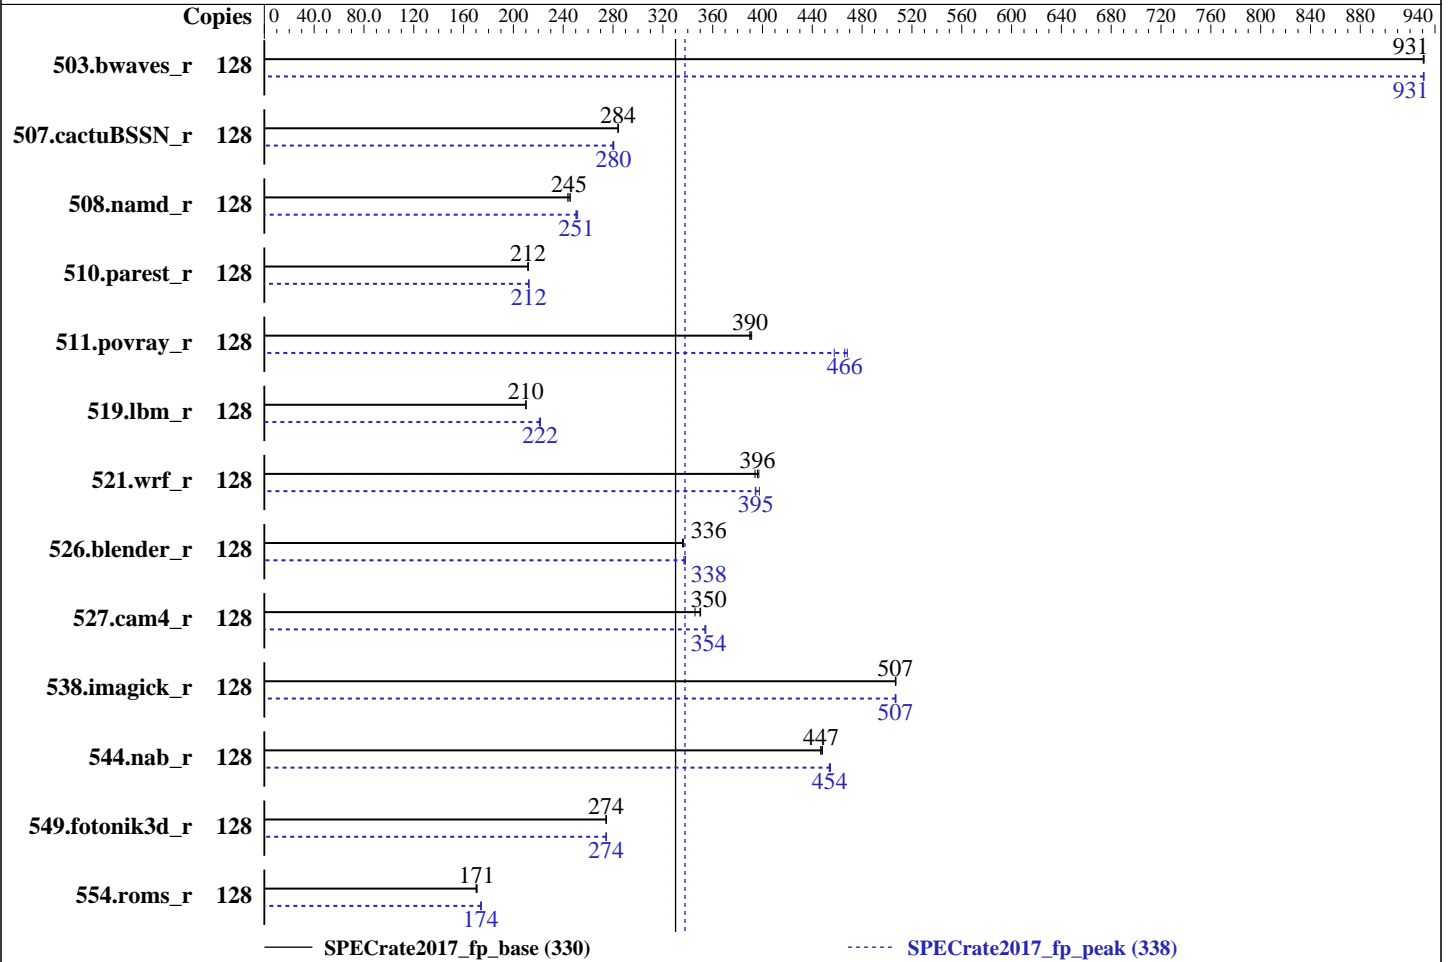 Copies 0 40.0 80.0 120 160 200 240 280 320 360 400 440 480 520 560 600 640 680 720 760 800 840 880 940
931
503.bwaves_r 128
931
284
507.cactuBSSN_r 128
280
245
508.namd_r 128
251
212
510.parest_r 128
212
390
511.povray_r 128
466
210
519.lbm_r 128
222
396
521.wrf_r 128
395
336
526.blender_r 128
338
350
527.cam4_r 128
354
507
538.imagick_r 128
507
447
544.nab_r 128
454
274
549.fotonik3d_r 128
274
171
554.roms_r 128
174
SPECrate2017_fp_base (330) SPECrate2017_fp_peak (338)